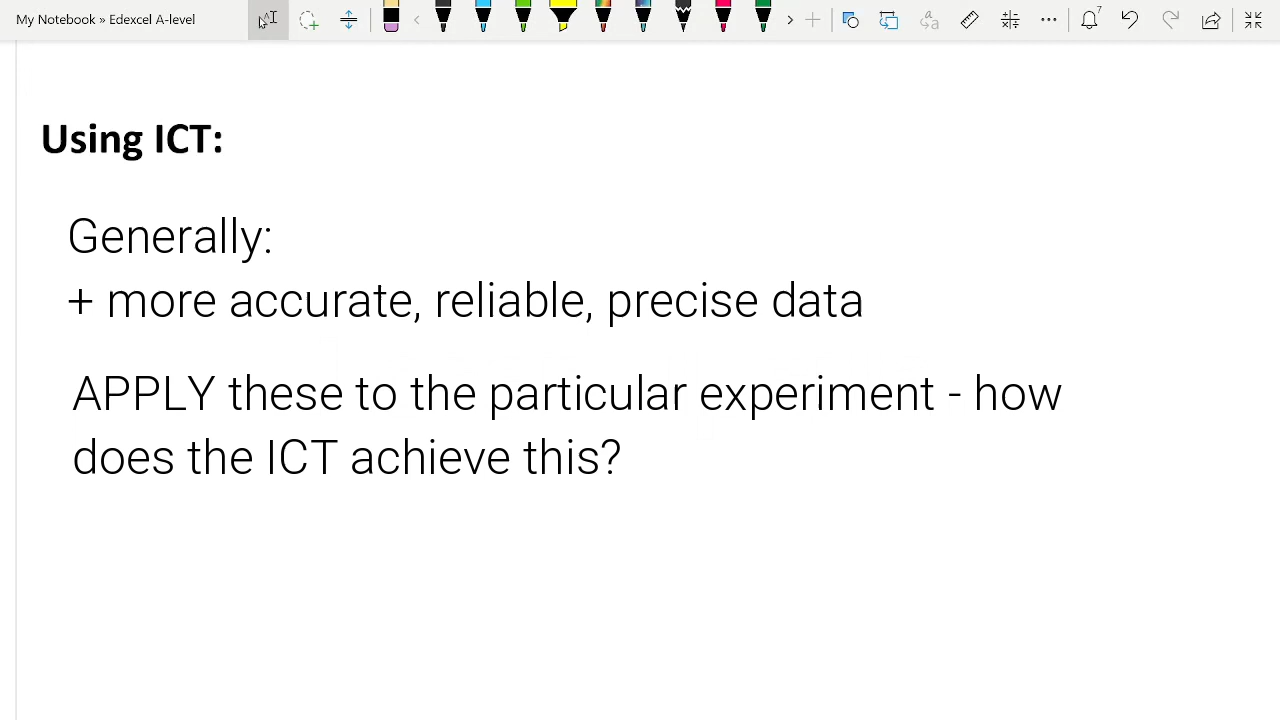 My Notebook » Edexcel A-level
7
Using ICT:
Generally:
+ more accurate, reliable, precise data
APPLY these to the particular experiment - how
does the ICT achieve this?